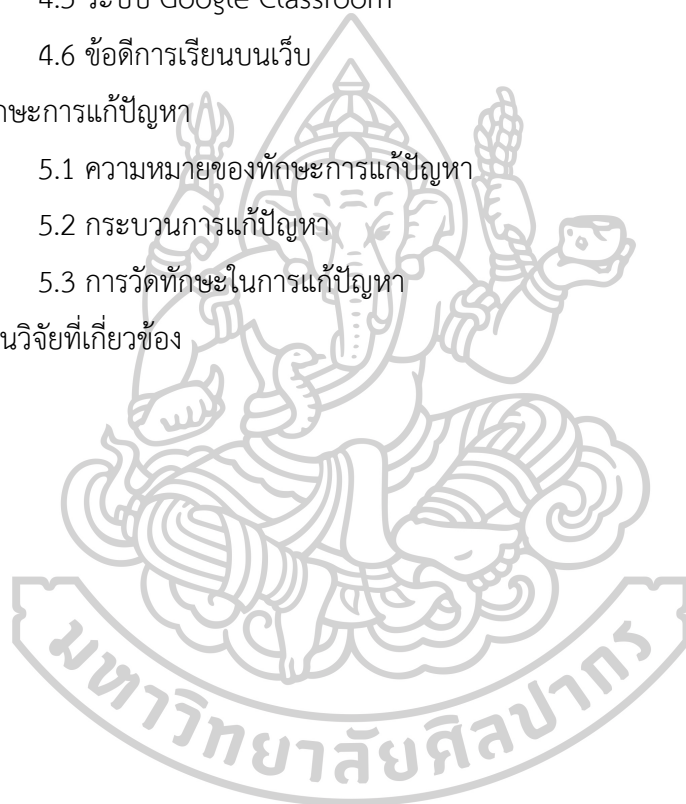 4.5 ระบบ Google Classroom
4.6 ข้อดีการเรียนบนเว็บ
กษะการแก้ปัญหา
5.1 ความหมายของทักษะการแก้ปัญหา
5.2 กระบวนการแก้ปัญหา
5.3 การวัดทักษะในการแก้ปัญหา
นวิจัยที่เกี่ยวข้อง
มหาวิทยาลัยศิลปากร